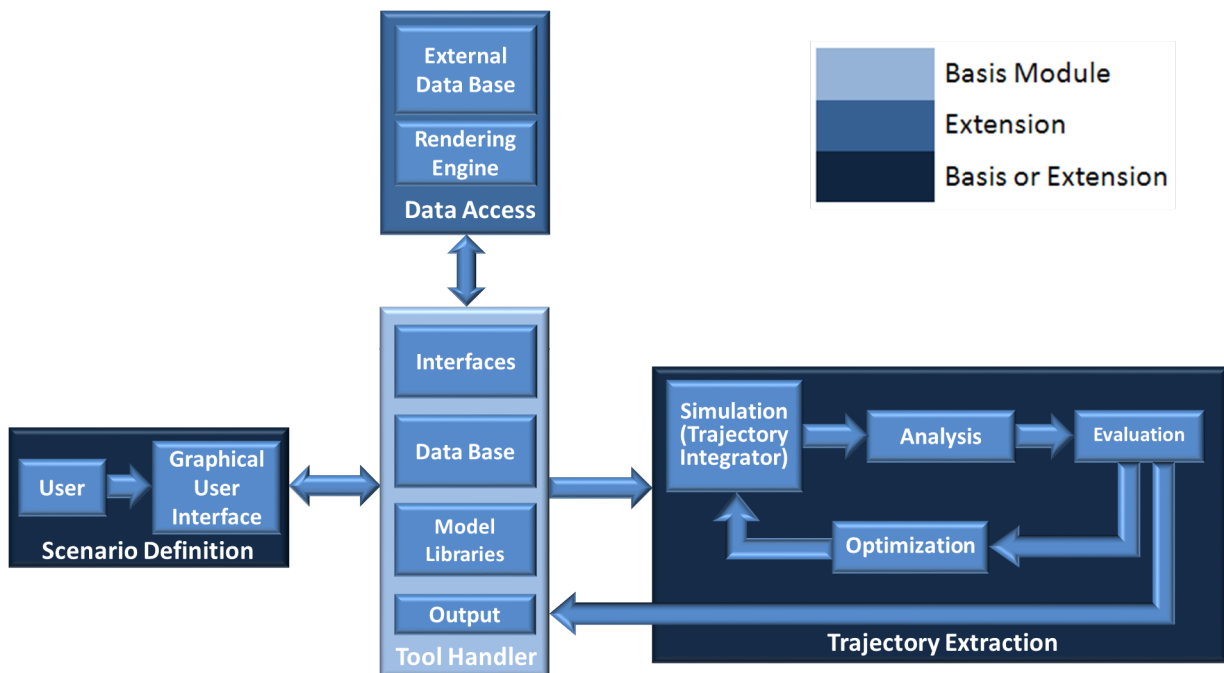 External
Data Base
Rendering
Engine
Data Access
Basis Module
Extension
Basis or Extension
Interfaces
Data Base
Model
Libraries
Output
Tool Handler
User
Graphical
User
Interface
Scenario Definition
Simulation
(Trajectory
Integrator)
Analysis
Evaluation
Optimization
Trajectory Extraction